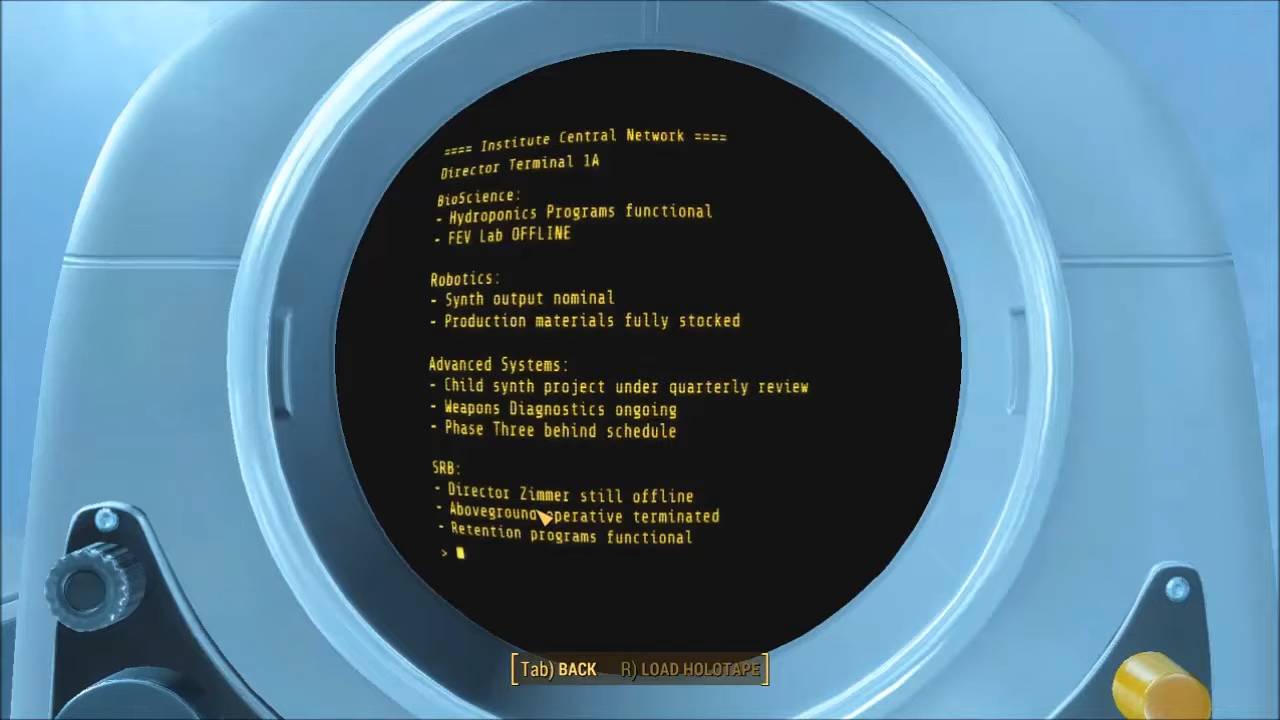 ==== Institute Central Network ====
Director Terminal 1A
BioScience:
- Hydroponics Programs functional
- FEV Lab OFFLINE
Robotics:
- Synth output nominal
- Production materials fully stocked
Advanced Systems:
- Child synth project under quarterly review
- Weapons Diagnostics ongoing
- Phase Three behind schedule
SRB:
- Director Zimmer still offline
- Aboveground operative terminated
- Retention programs functional
>
Tab) BACK R) LOAD HOLOTAPE